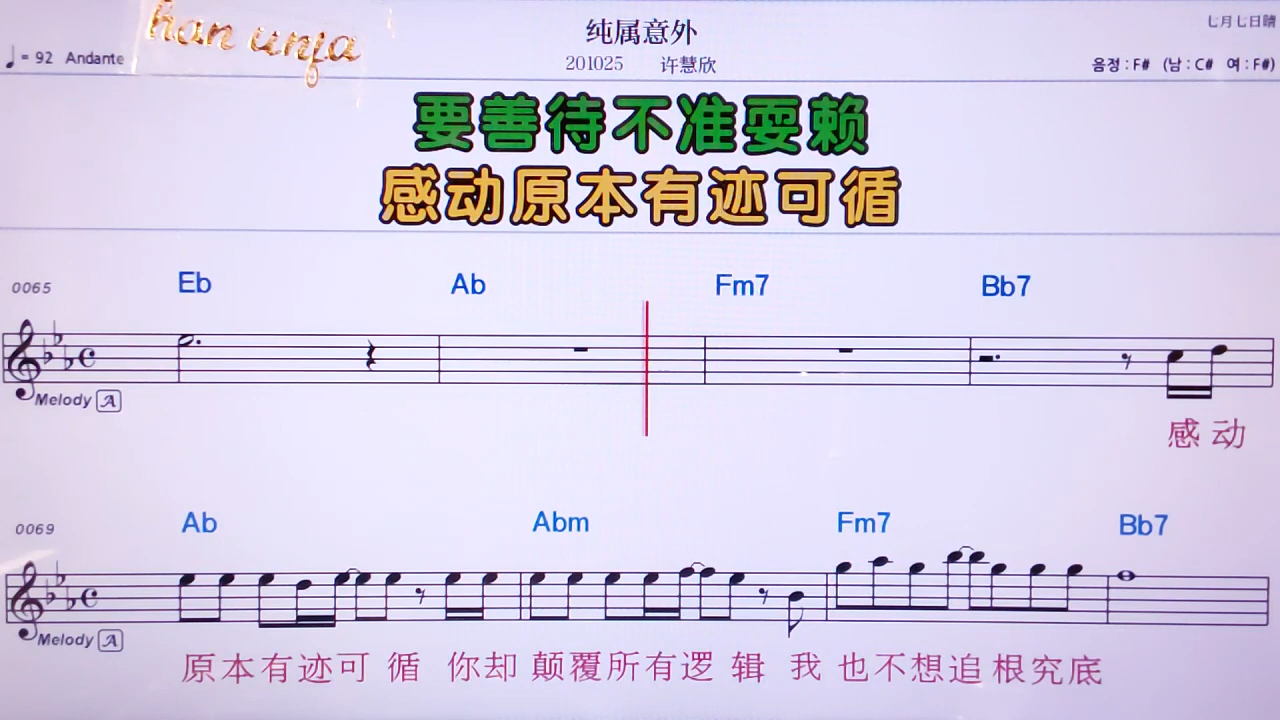 han unja
纯属意外
七月七日晴
♩ = 92 Andante
201025 许慧欣
음정 : F# (남 : C# 여 : F#)
要善待不准耍赖
感动原本有迹可循
0065 Eb Ab Fm7 Bb7
Melody A
感 动
0069 Ab Abm Fm7 Bb7
Melody A
原本有迹可 循 你却 颠覆所有逻 辑 我 也不想追 根究底